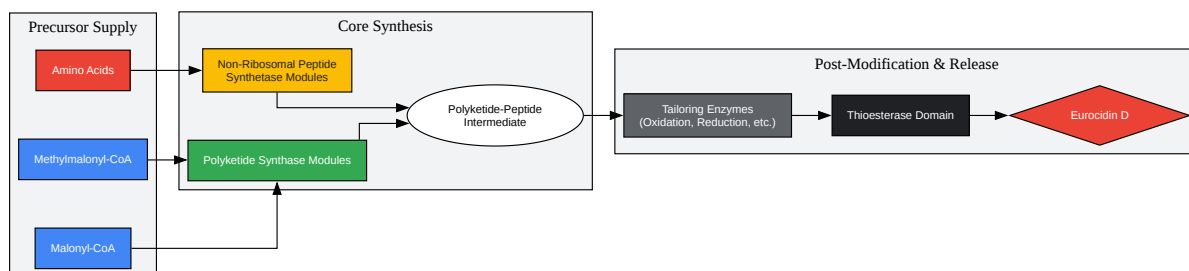 Precursor Supply
Amino Acids
Methylmalonyl-CoA
Malonyl-CoA
Core Synthesis
Non-Ribosomal Peptide
Synthetase Modules
Polyketide Synthase Modules
Polyketide-Peptide
Intermediate
Post-Modification & Release
Tailoring Enzymes
(Oxidation, Reduction, etc.)
Thioesterase Domain
Eurocidin D